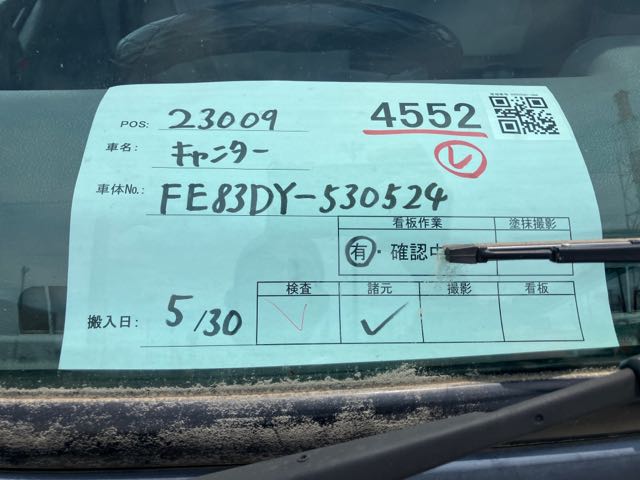 POS: 23009 4552
レ
車名: キャンター
車体No.: FE83DY-530524
看板作業 塗抹撮影
有・確認中
検査 諸元 撮影 看板
搬入日: 5/30